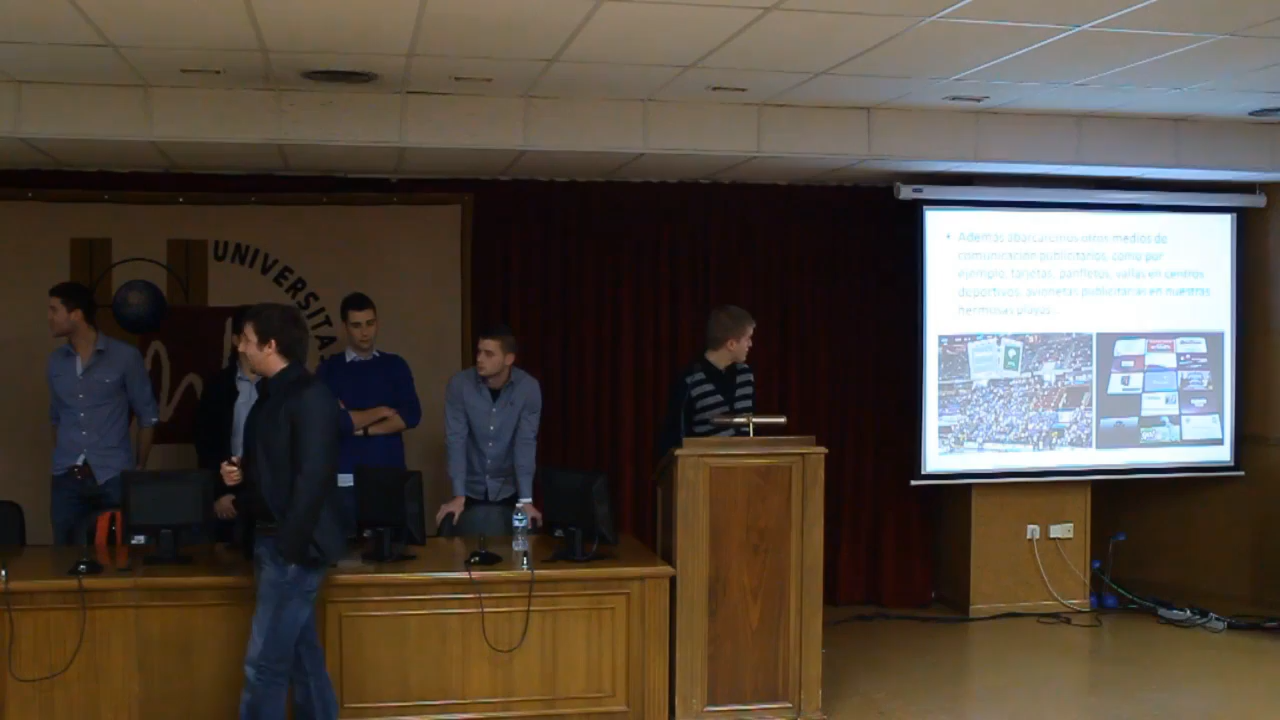 UNIVERSITA
• Además abarcaremos otros medios de
comunicación publicitarios, como por
ejemplo, tarjetas, panfletos, vallas en centros
deportivos, avionetas publicitarias en nuestras
hermosas playas…